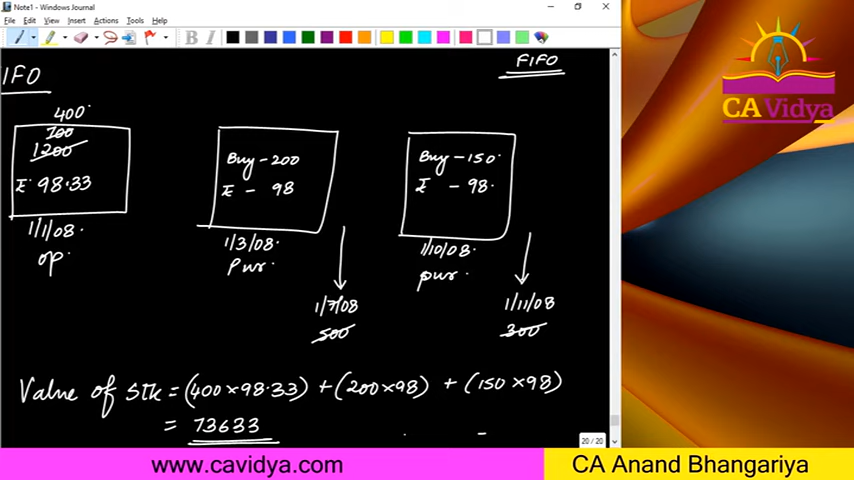 Note1 - Windows Journal
File Edit View Insert Actions Tools Help
B I
IFO
FIFO
400
700
1200
I 98.33
1/1/08.
op.
Buy - 200
I - 98
1/3/08.
Pur.
1/7/08
500
Buy - 150.
I - 98.
1/10/08.
pur.
1/11/08
300
Value of Stk = (400 × 98.33) + (200×98) + (150 ×98)
= 73633
20 / 20
CA Vidya
www.cavidya.com
CA Anand Bhangariya